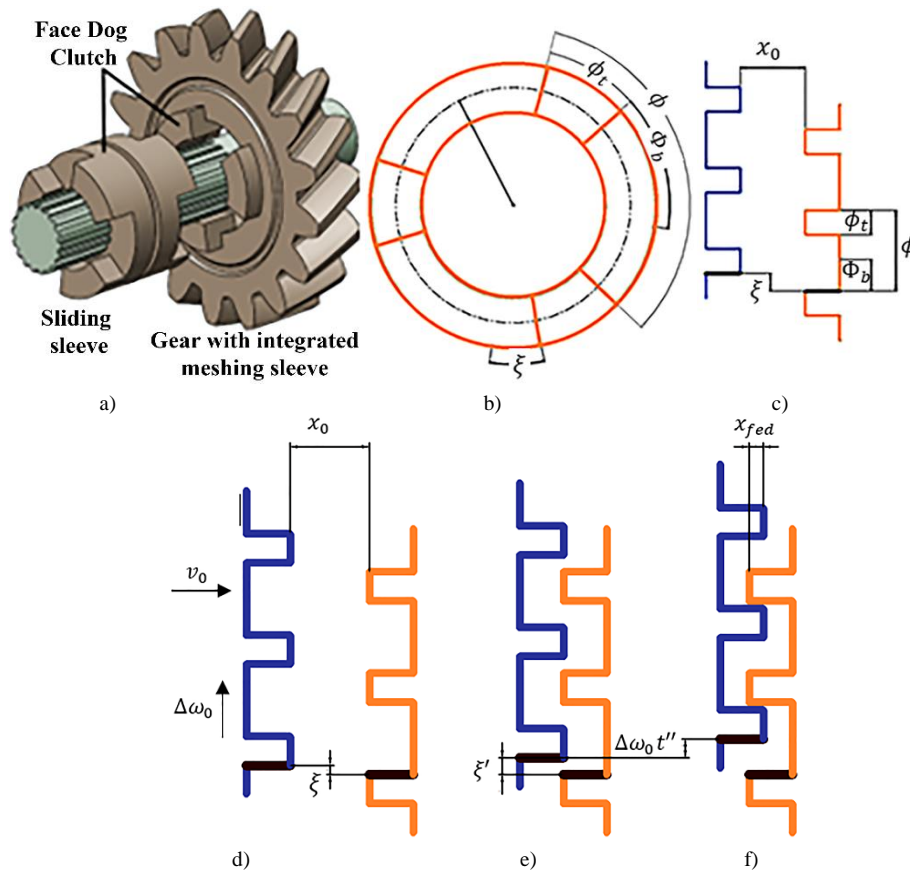 Face Dog
Clutch
Sliding
sleeve
Gear with integrated
meshing sleeve
a)
ϕt
ϕ
Φb
ξ
b)
x0
ϕt
Φb
ϕ
ξ
c)
x0
v0
Δω0
ξ
d)
ξ′
Δω0 t″
e)
xfed
f)